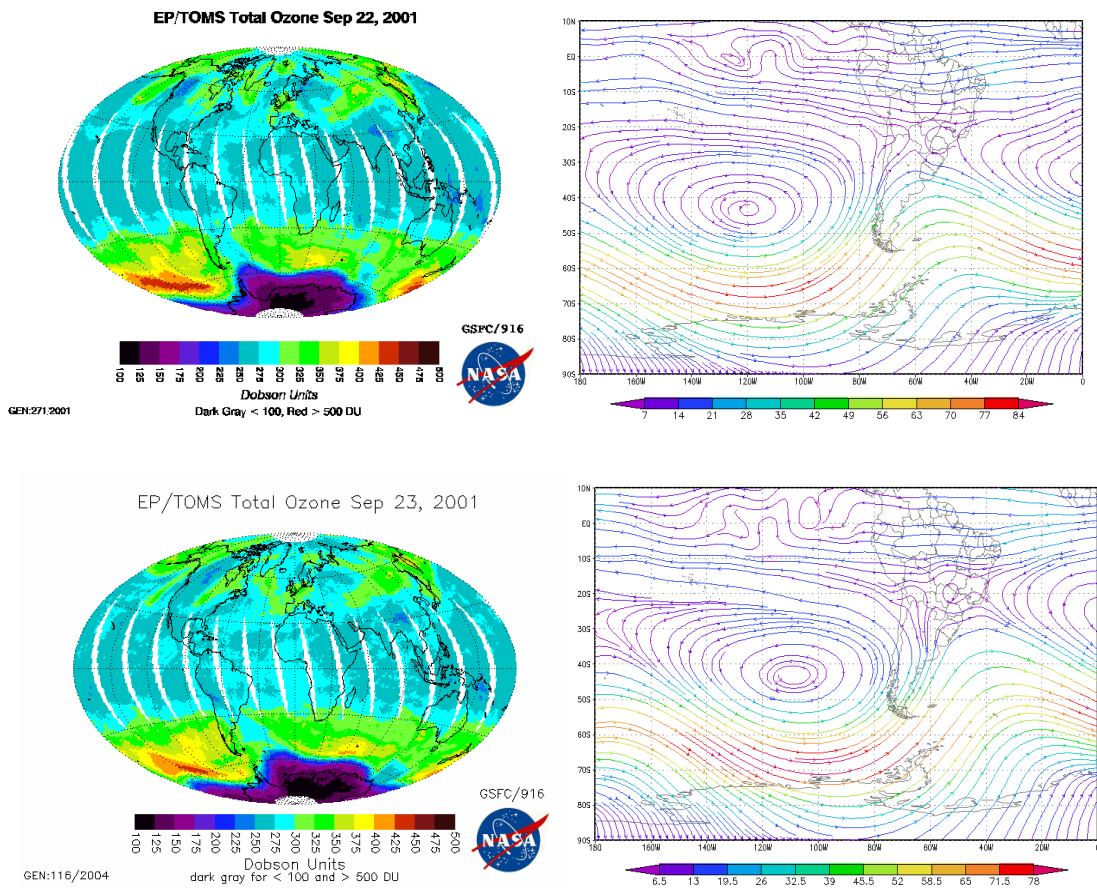 EP/TOMS Total Ozone Sep 22, 2001
GSFC/916
NASA
100 125 150 175 200 225 250 275 300 325 350 375 400 425 450 475 500
Dobson Units
Dark Gray < 100, Red > 500 DU
GEN:271:2001
10N
EQ
10S
20S
30S
40S
50S
60S
70S
80S
90S
180 160W 140W 120W 100W 80W 60W 40W 20W 0
7 14 21 28 35 42 49 56 63 70 77 84
EP/TOMS Total Ozone Sep 23, 2001
GSFC/916
NASA
100 125 150 175 200 225 250 275 300 325 350 375 400 425 450 475 500
Dobson Units
dark gray for < 100 and > 500 DU
GEN:116/2004
10N
EQ
10S
20S
30S
40S
50S
60S
70S
80S
90S
180 160W 140W 120W 100W 80W 60W 40W 20W
6.5 13 19.5 26 32.5 39 45.5 52 58.5 65 71.5 78